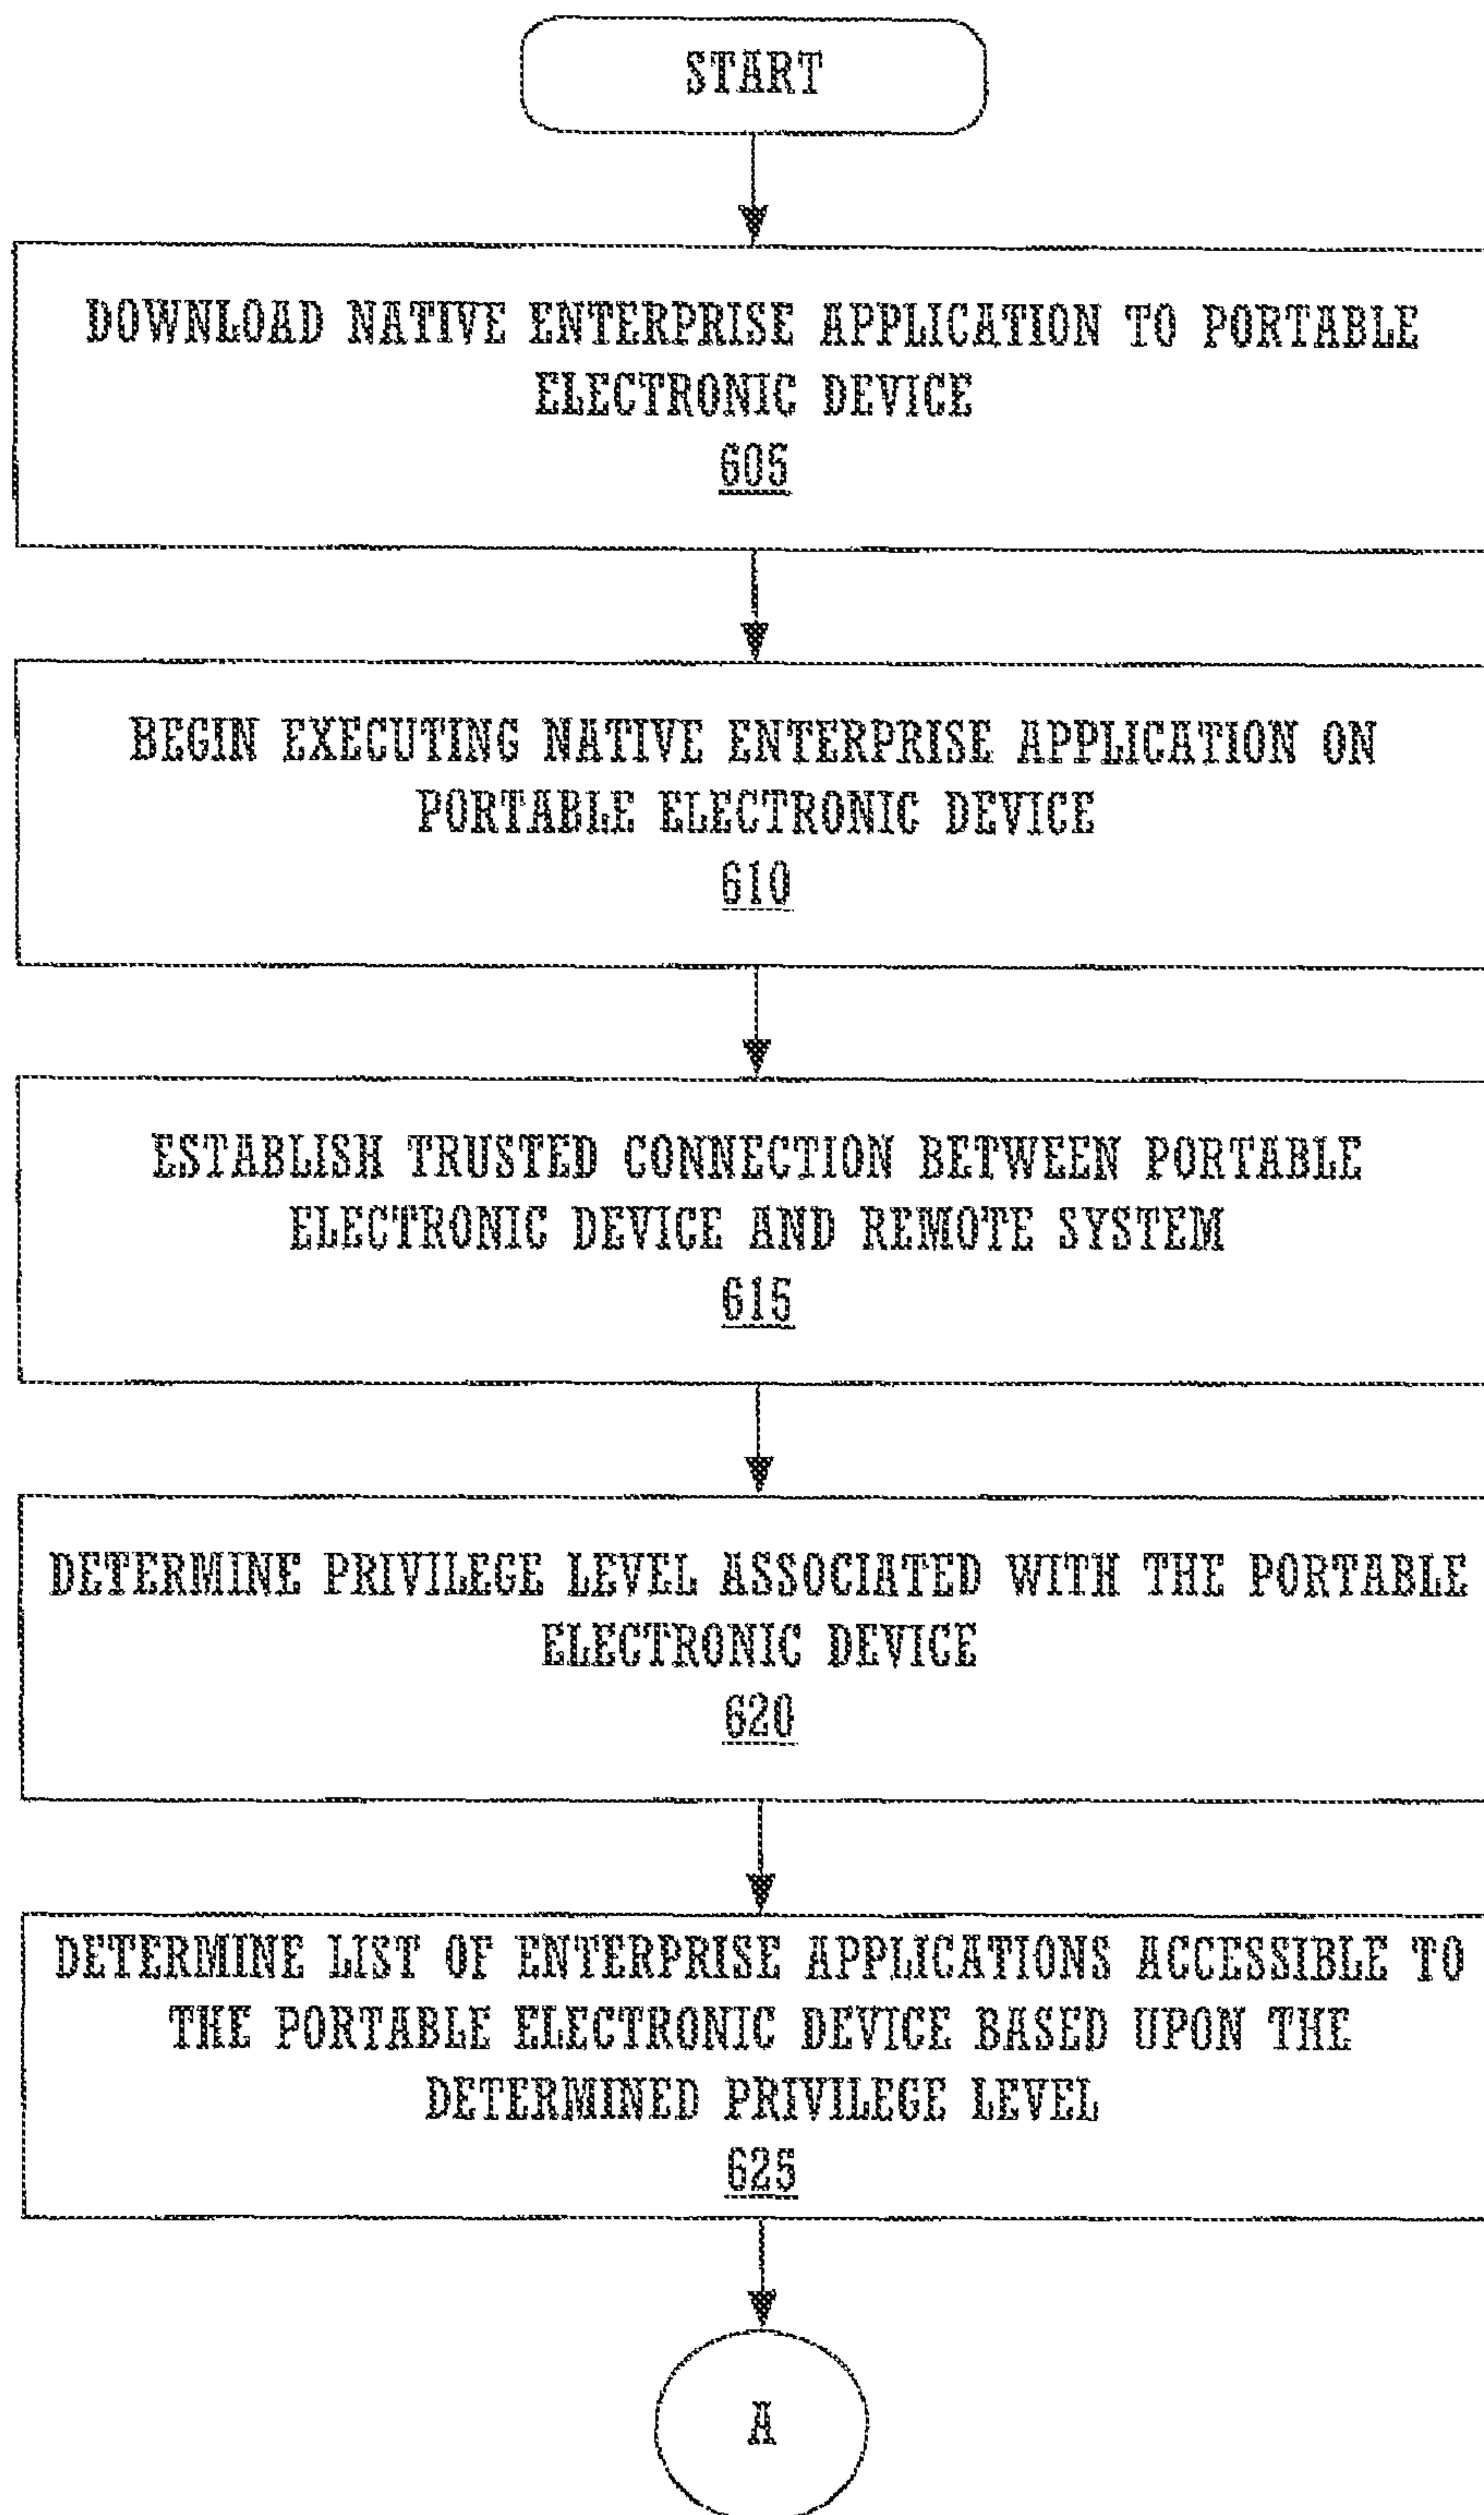 START
DOWNLOAD NATIVE ENTERPRISE APPLICATION TO PORTABLE
ELECTRONIC DEVICE
605
BEGIN EXECUTING NATIVE ENTERPRISE APPLICATION ON
PORTABLE ELECTRONIC DEVICE
610
ESTABLISH TRUSTED CONNECTION BETWEEN PORTABLE
ELECTRONIC DEVICE AND REMOTE SYSTEM
615
DETERMINE PRIVILEGE LEVEL ASSOCIATED WITH THE PORTABLE
ELECTRONIC DEVICE
620
DETERMINE LIST OF ENTERPRISE APPLICATIONS ACCESSIBLE TO
THE PORTABLE ELECTRONIC DEVICE BASED UPON THE
DETERMINED PRIVILEGE LEVEL
625
A